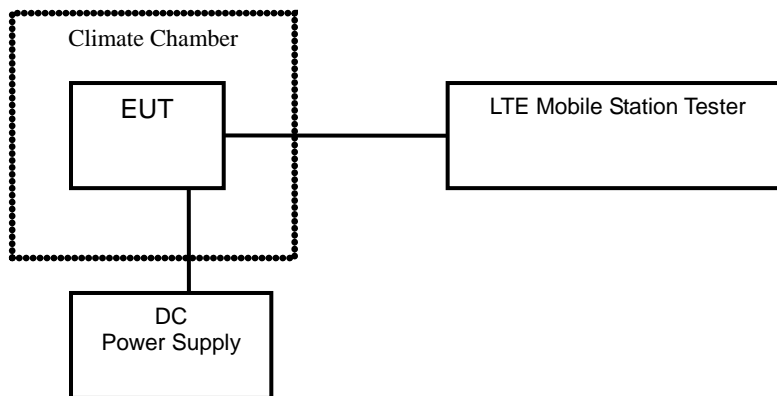 Climate Chamber
EUT
LTE Mobile Station Tester
DC
Power Supply